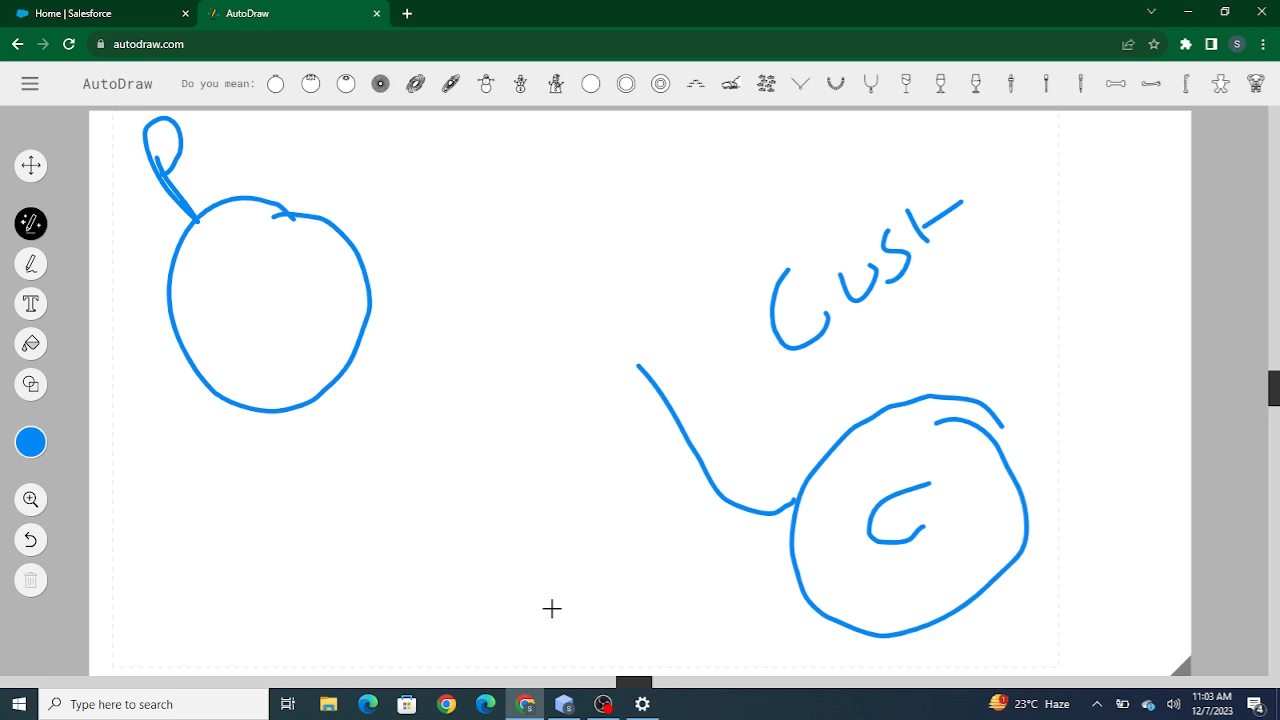 Home | Salesforce
AutoDraw
autodraw.com
S
AutoDraw
Do you mean:
Cust
C
T
Type here to search
23°C Haze
11:03 AM
12/7/2023
4